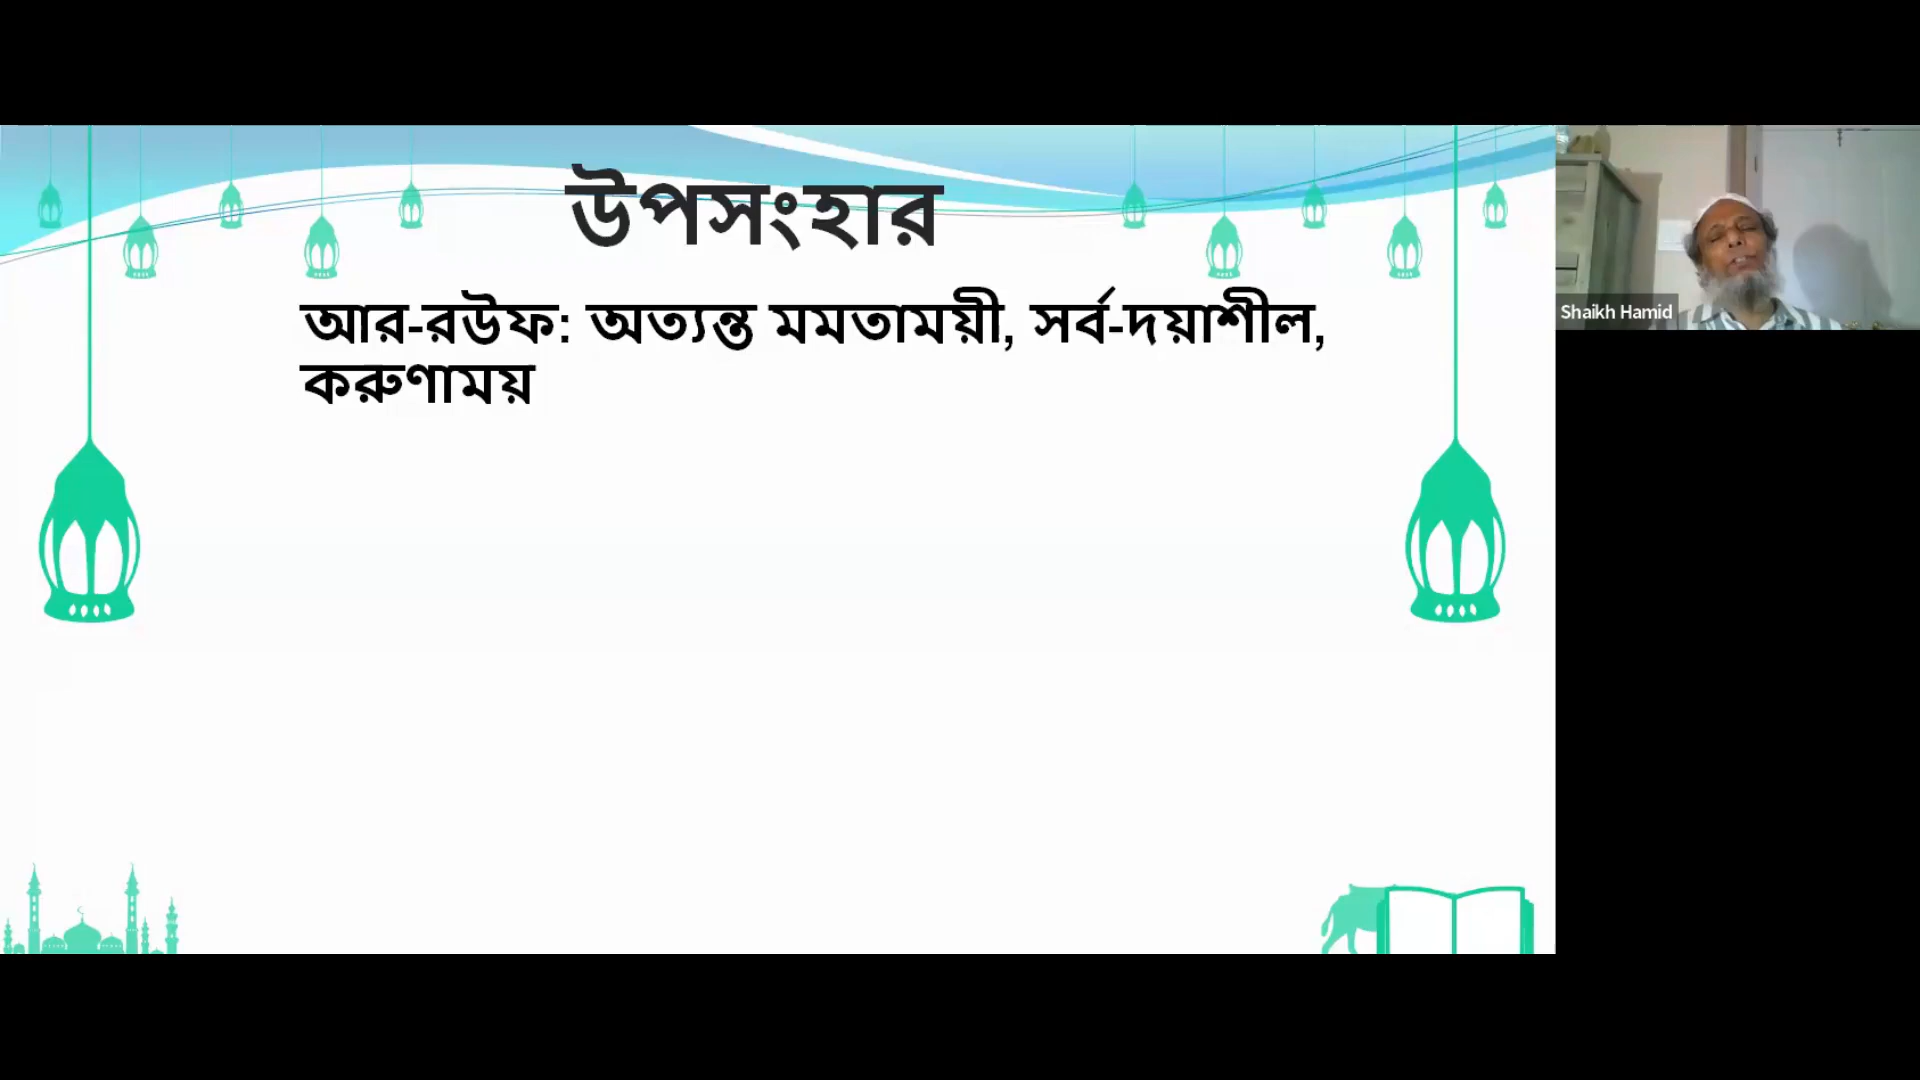 উপসংহার
আর-রউফ: অত্যন্ত মমতাময়ী, সর্ব-দয়াশীল,
করুণাময়
Shaikh Hamid